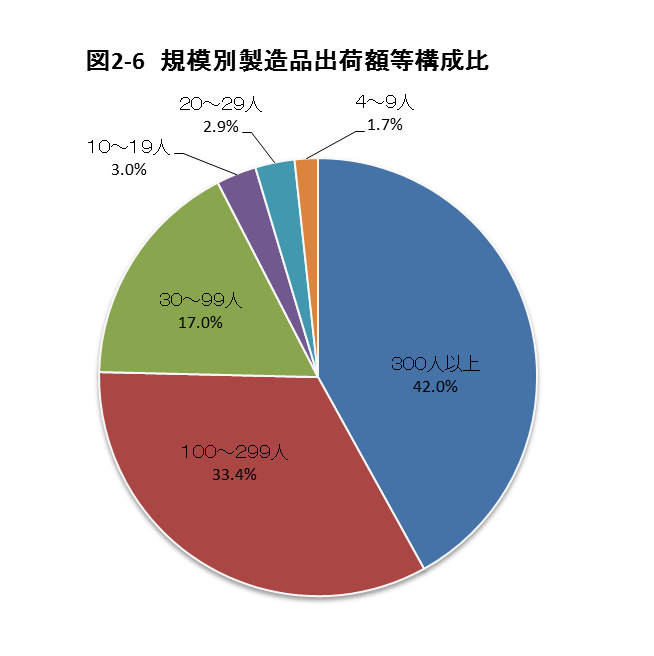 図2-6 規模別製造品出荷額等構成比
20～29人
2.9%
4～9人
1.7%
10～19人
3.0%
30～99人
17.0%
300人以上
42.0%
100～299人
33.4%